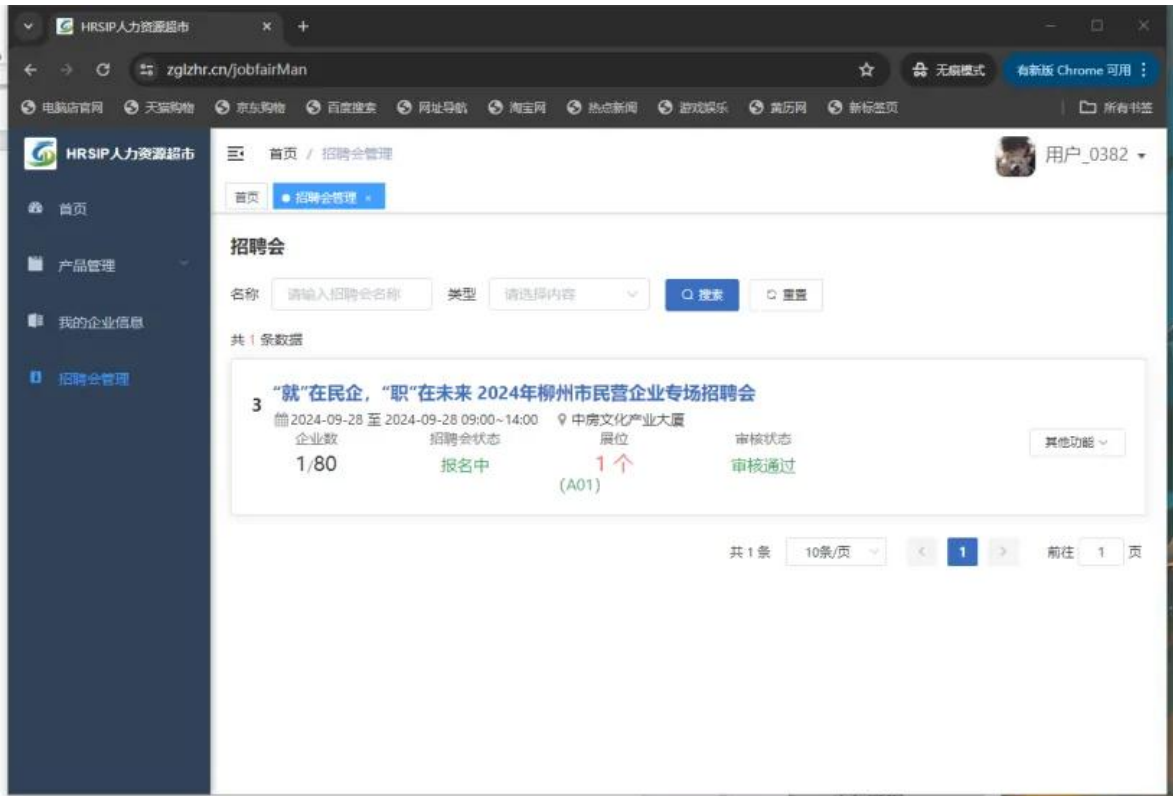 HRSIP人力资源超市
zglzhr.cn/jobfairMan
无痕模式
有新版 Chrome 可用
电脑店官网 天猫购物 京东购物 百度搜索 网址导航 淘宝网 热点新闻 游戏娱乐 黄历网 新标签页 所有书签
HRSIP人力资源超市
首页 / 招聘会管理
用户_0382
首页
产品管理
我的企业信息
招聘会管理
首页 招聘会管理
招聘会
名称 请输入招聘会名称 类型 请选择内容 搜索 重置
共 1 条数据
3
“就”在民企，“职”在未来 2024年柳州市民营企业专场招聘会
2024-09-28 至 2024-09-28 09:00~14:00 中房文化产业大厦
企业数 招聘会状态 展位 审核状态
1/80 报名中 1 个 审核通过
(A01)
其他功能
共 1 条 10条/页 1 前往 1 页